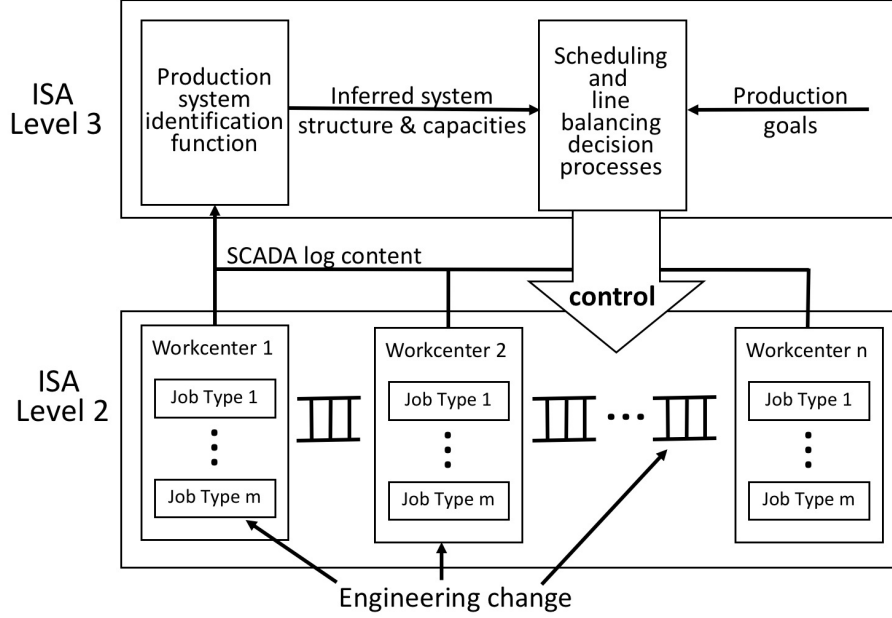 ISA
Level 3
Production
system
identification
function
Inferred system
structure & capacities
Scheduling
and
line
balancing
decision
processes
Production
goals
SCADA log content
control
ISA
Level 2
Workcenter 1
Job Type 1
Job Type m
Workcenter 2
Job Type 1
Job Type m
Workcenter n
Job Type 1
Job Type m
Engineering change